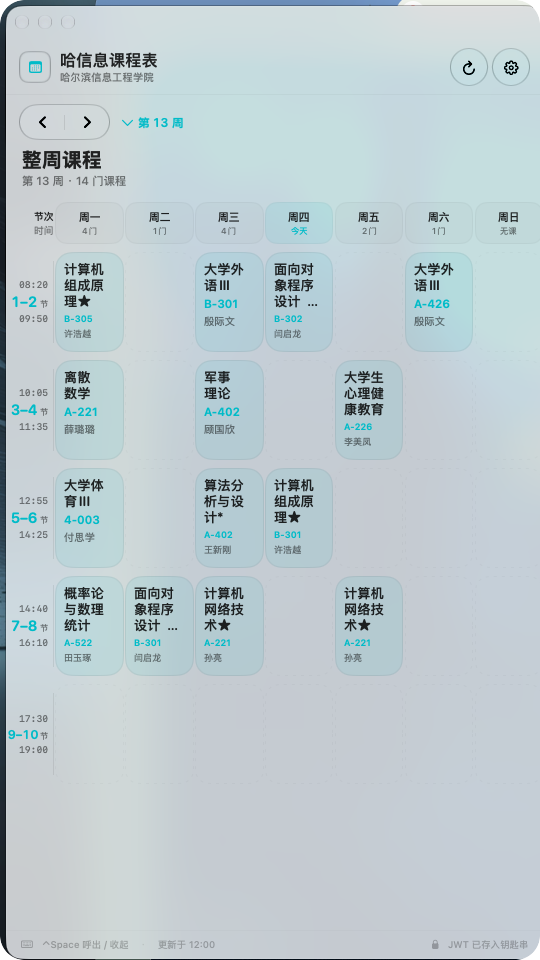 哈信息课程表
哈尔滨信息工程学院
第 13 周
整周课程
第 13 周 · 14 门课程
节次
时间
周一
4门
周二
1门
周三
4门
周四
今天
周五
2门
周六
1门
周日
无课
08:20
1–2 节
09:50
计算机
组成原
理★
B-305
许浩越
大学外
语Ⅲ
B-301
殷际文
面向对
象程序
设计 ...
B-302
闫启龙
大学外
语Ⅲ
A-426
殷际文
10:05
3–4 节
11:35
离散
数学
A-221
薛璐璐
军事
理论
A-402
顾国欣
大学生
心理健
康教育
A-226
李美凤
12:55
5–6 节
14:25
大学体
育Ⅲ
4-003
付思学
算法分
析与设
计*
A-402
王新刚
计算机
组成原
理★
B-301
许浩越
14:40
7–8 节
16:10
概率论
与数理
统计
A-522
田玉琢
面向对
象程序
设计 ...
B-301
闫启龙
计算机
网络技
术★
A-221
孙亮
计算机
网络技
术★
A-221
孙亮
17:30
9–10 节
19:00
^Space 呼出 / 收起 · 更新于 12:00
JWT 已存入钥匙串